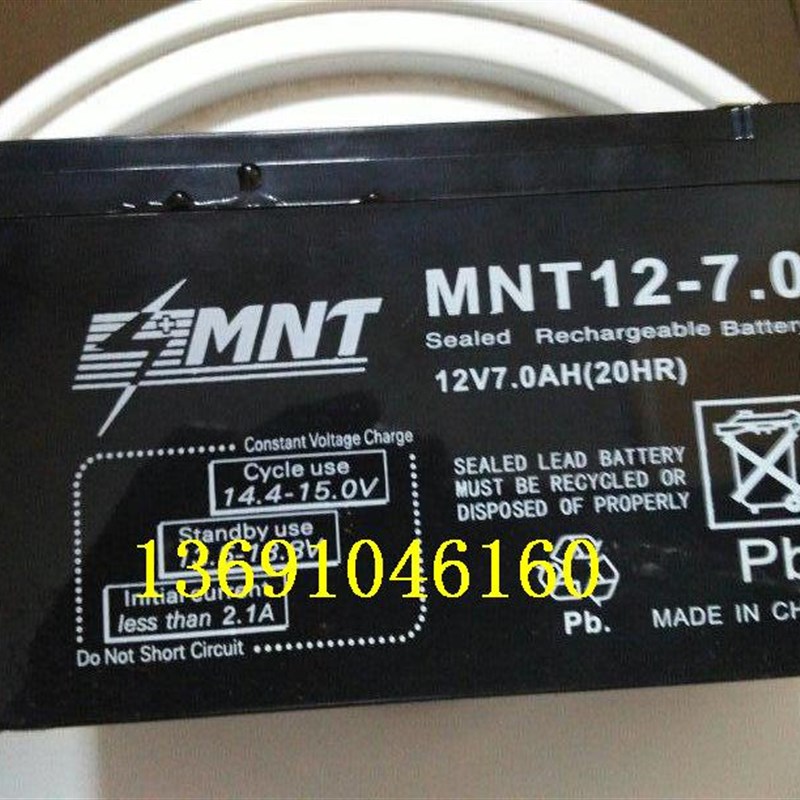 MNT
MNT12-7.0
Sealed Rechargeable
12V7.0AH(20HR)
Constant Voltage Charge
Cycle use
14.4-15.0V
Standby use
Initial current
less than 2.1A
Do Not Short Circuit
SEALED LEAD BATTERY
MUST BE RECYCLED OR
DISPOSED OF PROPERLY
Pb
Pb.
MADE IN
13691046160